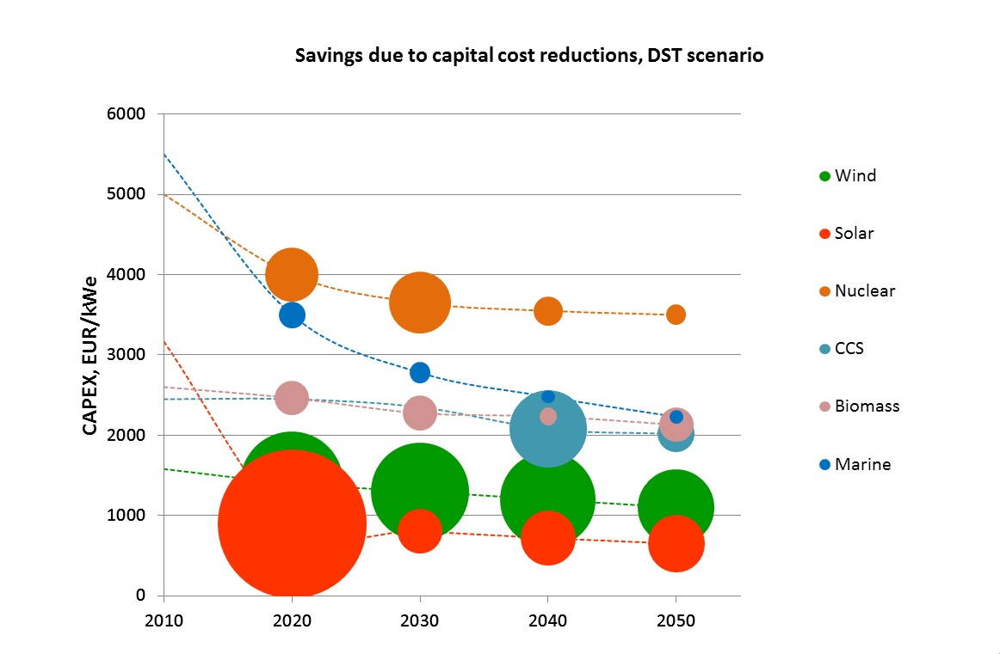 Savings due to capital cost reductions, DST scenario
CAPEX, EUR/kWe
6000
5000
4000
3000
2000
1000
0
2010 2020 2030 2040 2050
Wind
Solar
Nuclear
CCS
Biomass
Marine